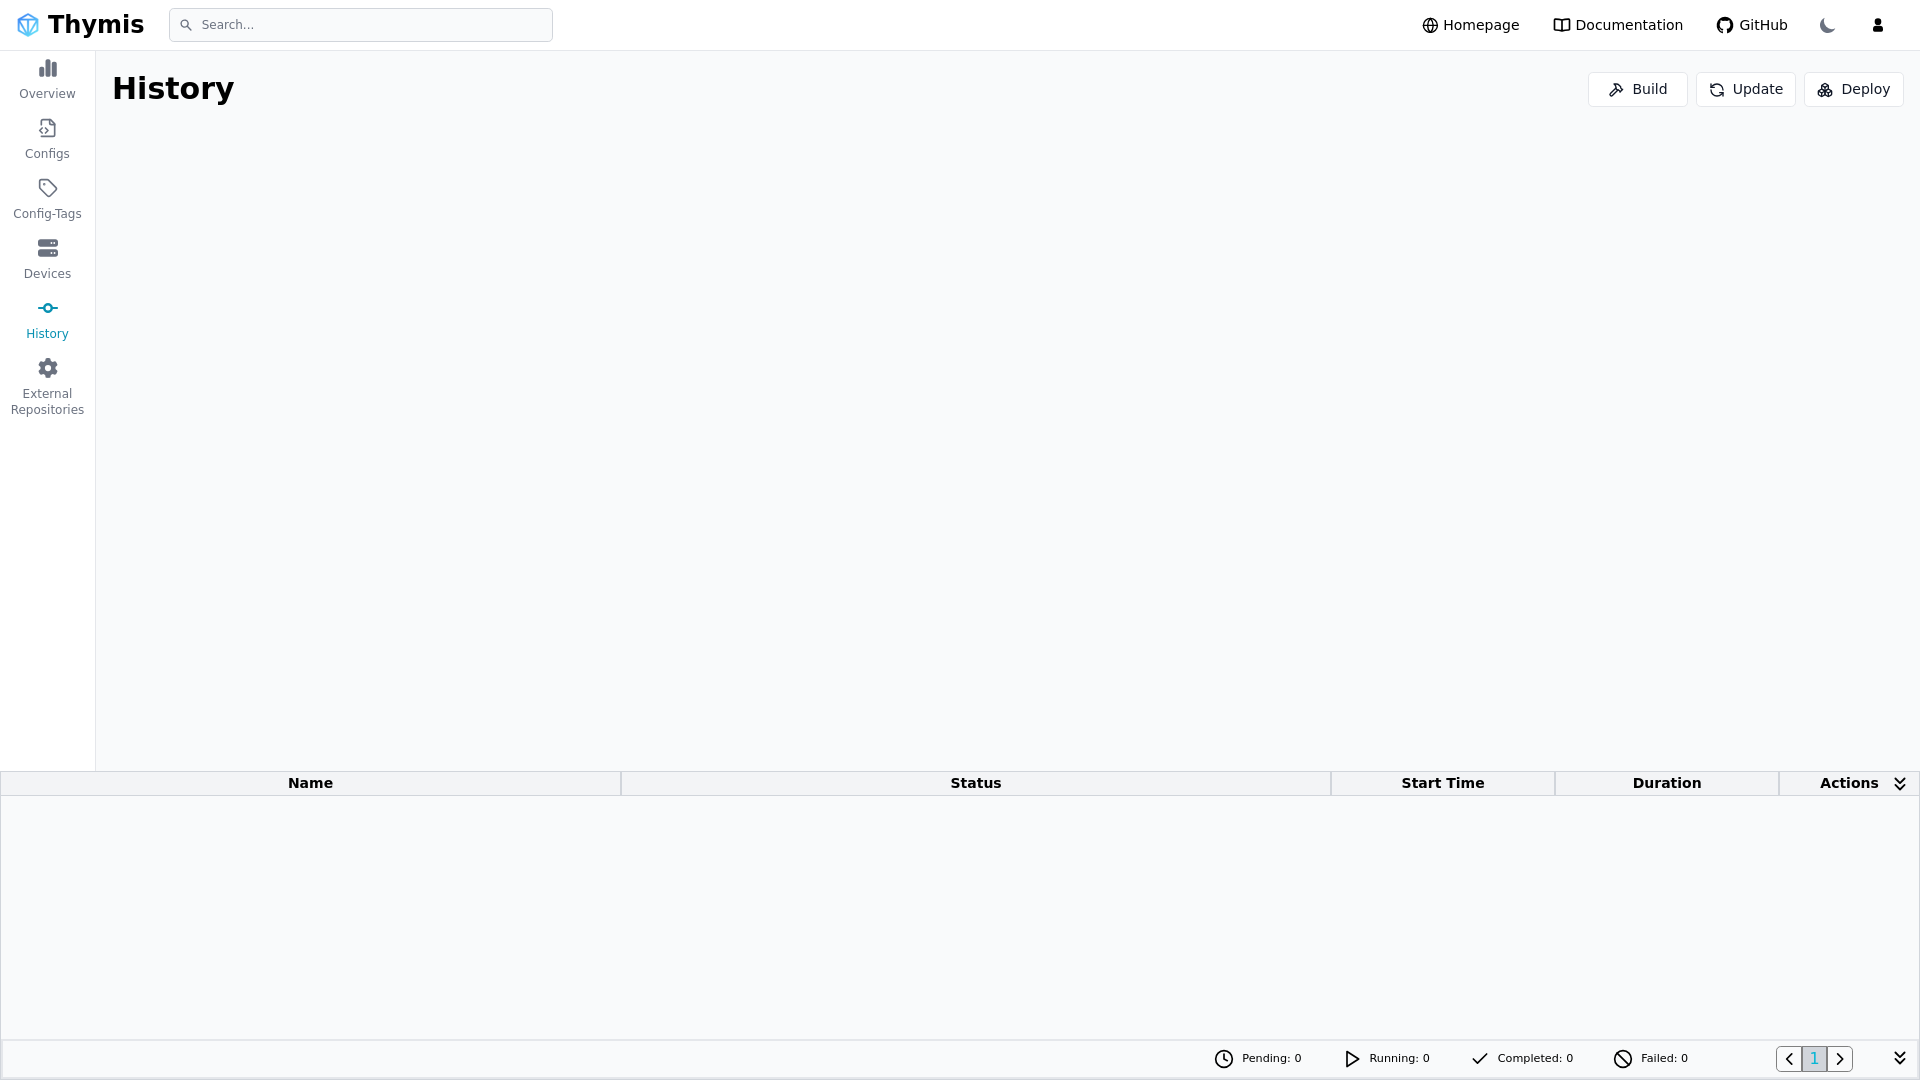 Thymis
Search...
Homepage
Documentation
GitHub
Overview
Configs
Config-Tags
Devices
History
External
Repositories
History
Build
Update
Deploy
Name
Status
Start Time
Duration
Actions
Pending: 0
Running: 0
Completed: 0
Failed: 0
1